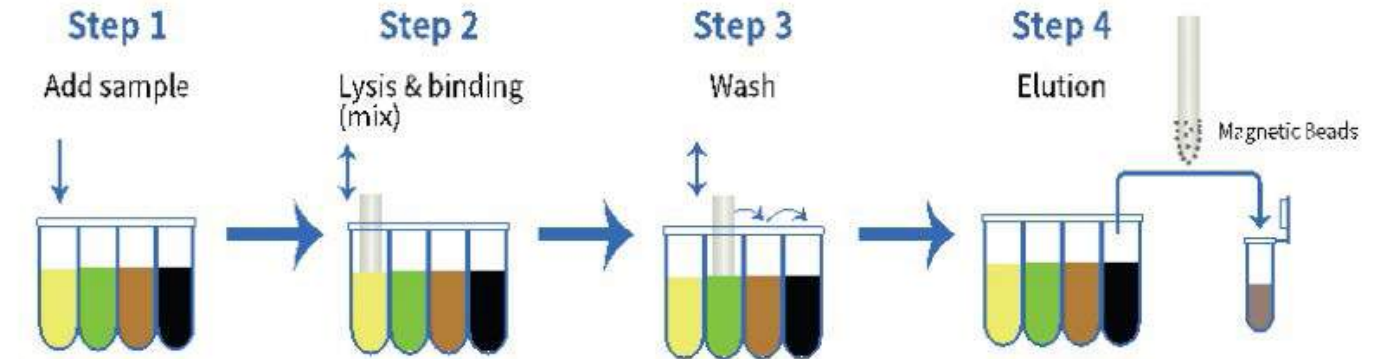 Step 1
Add sample
Step 2
Lysis & binding
(mix)
Step 3
Wash
Step 4
Elution
Magnetic Beads